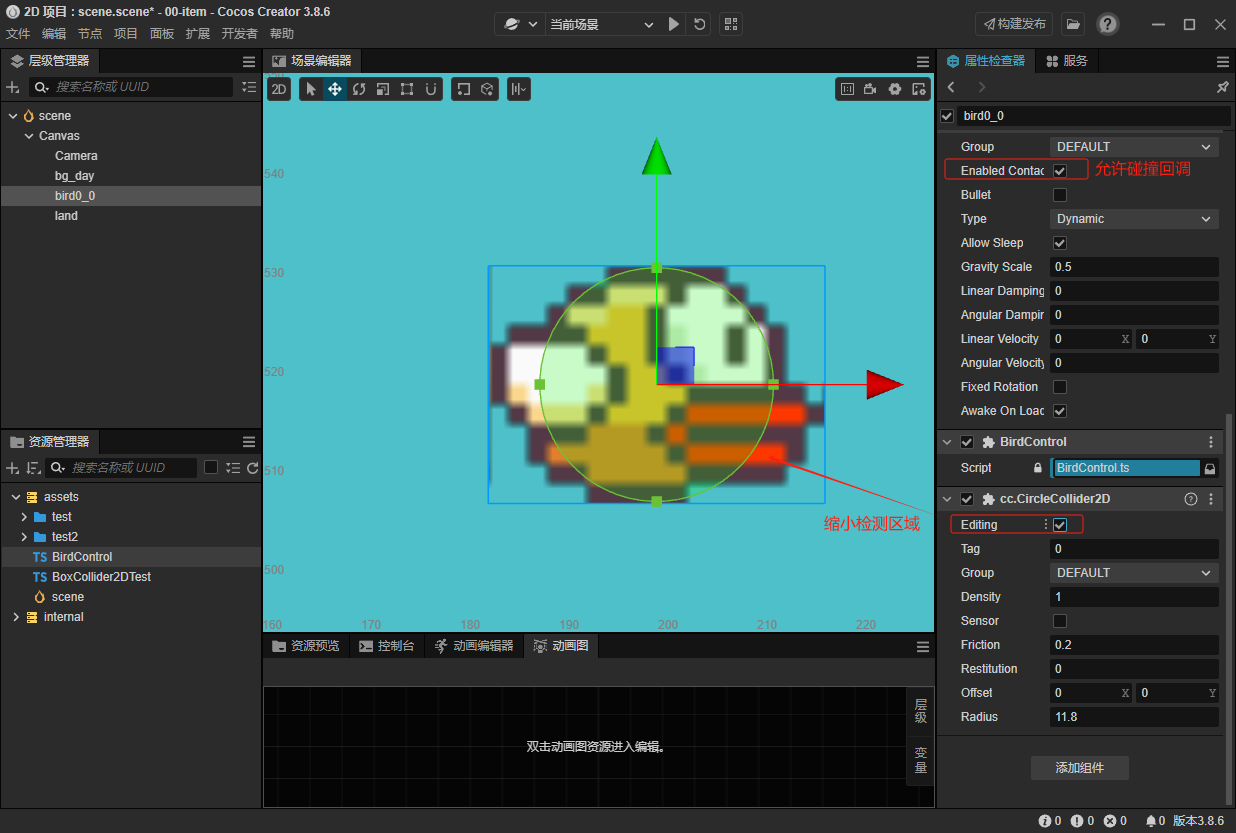 2D 项目 : scene.scene* - 00-item - Cocos Creator 3.8.6
文件 编辑 节点 项目 面板 扩展 开发者 帮助
当前场景
构建发布
层级管理器
搜索名称或 UUID
scene
Canvas
Camera
bg_day
bird0_0
land
资源管理器
搜索名称或 UUID
assets
test
test2
TS BirdControl
TS BoxCollider2DTest
scene
internal
场景编辑器
2D
540
530
520
510
500
160 170 180 190 200 210 220
缩小检测区域
资源预览 控制台 动画编辑器 动画图
双击动画图资源进入编辑。
层级
变量
属性检查器 服务
bird0_0
Group DEFAULT
Enabled Contac 允许碰撞回调
Bullet
Type Dynamic
Allow Sleep
Gravity Scale 0.5
Linear Damping 0
Angular Dampir 0
Linear Velocity 0 X 0 Y
Angular Velocity 0
Fixed Rotation
Awake On Loac
BirdControl
Script BirdControl.ts
cc.CircleCollider2D
Editing
Tag 0
Group DEFAULT
Density 1
Sensor
Friction 0.2
Restitution 0
Offset 0 X 0 Y
Radius 11.8
添加组件
0 0 0 0 版本3.8.6